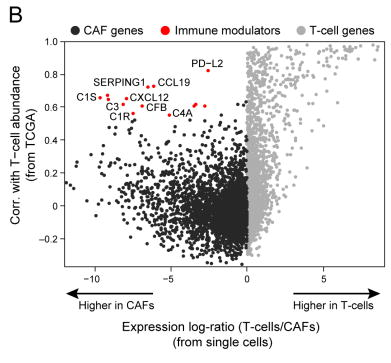 B
CAF genes Immune modulators T-cell genes
1.0
0.8
0.6
0.4
0.2
0
−0.2
Corr. with T−cell abundance
(from TCGA)
PD−L2
SERPING1
CCL19
C1S
CXCL12
C3
CFB
C1R
C4A
−10 −5 0 5
Higher in CAFs Higher in T-cells
Expression log-ratio (T-cells/CAFs)
(from single cells)